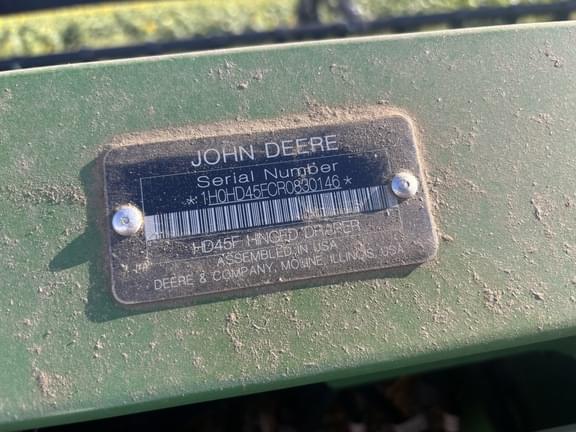 JOHN DEERE
Serial Number
*1H0HD45FCR0830146*
HD45F HINGED DRAPER
ASSEMBLED IN USA
DEERE & COMPANY, MOLINE, ILLINOIS, USA